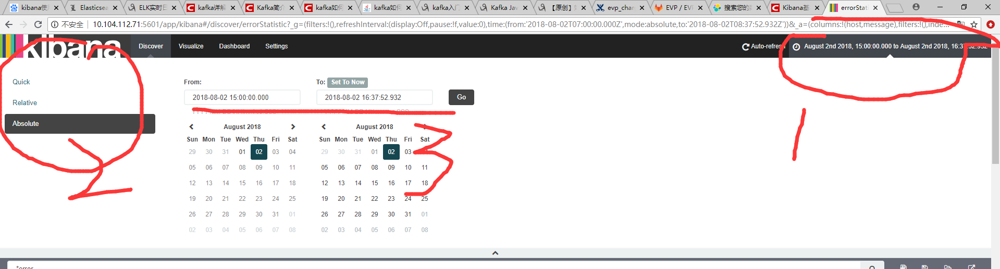 kibana使 Elasticsea ELK实时日 kafka详解 Kafka简介 kafka如何 kafka如何 kafka入门 Kafka Jav 【原创】 evp_chan EVP / EVP 搜索您的 Kibana基 errorStat
不安全 10.104.112.71:5601/app/kibana#/discover/errorStatistic?_g=(filters:!(),refreshInterval:(display:Off,pause:!f,value:0),time:(from:'2018-08-02T07:00:00.000Z',mode:absolute,to:'2018-08-02T08:37:52.932Z'))&_a=(columns:!(host,message),filters:!(),inde...
kibana Discover Visualize Dashboard Settings Auto-refresh August 2nd 2018, 15:00:00.000 to August 2nd 2018, 16:37:52.932
Quick
Relative
Absolute
From: To: Set To Now
2018-08-02 15:00:00.000 2018-08-02 16:37:52.932 Go
August 2018 August 2018
Sun Mon Tue Wed Thu Fri Sat Sun Mon Tue Wed Thu Fri Sat
29 30 31 01 02 03 04 29 30 31 01 02 03
05 06 07 08 09 10 11 05 06 07 08 09 10 11
12 13 14 15 16 17 18 12 13 14 15 16 17 18
19 20 21 22 23 24 25 19 20 21 22 23 24 25
26 27 28 29 30 31 01 26 27 28 29 30 31 01
02 03 04 05 06 07 08 02 03 04 05 06 07 08
1
2
3
*error